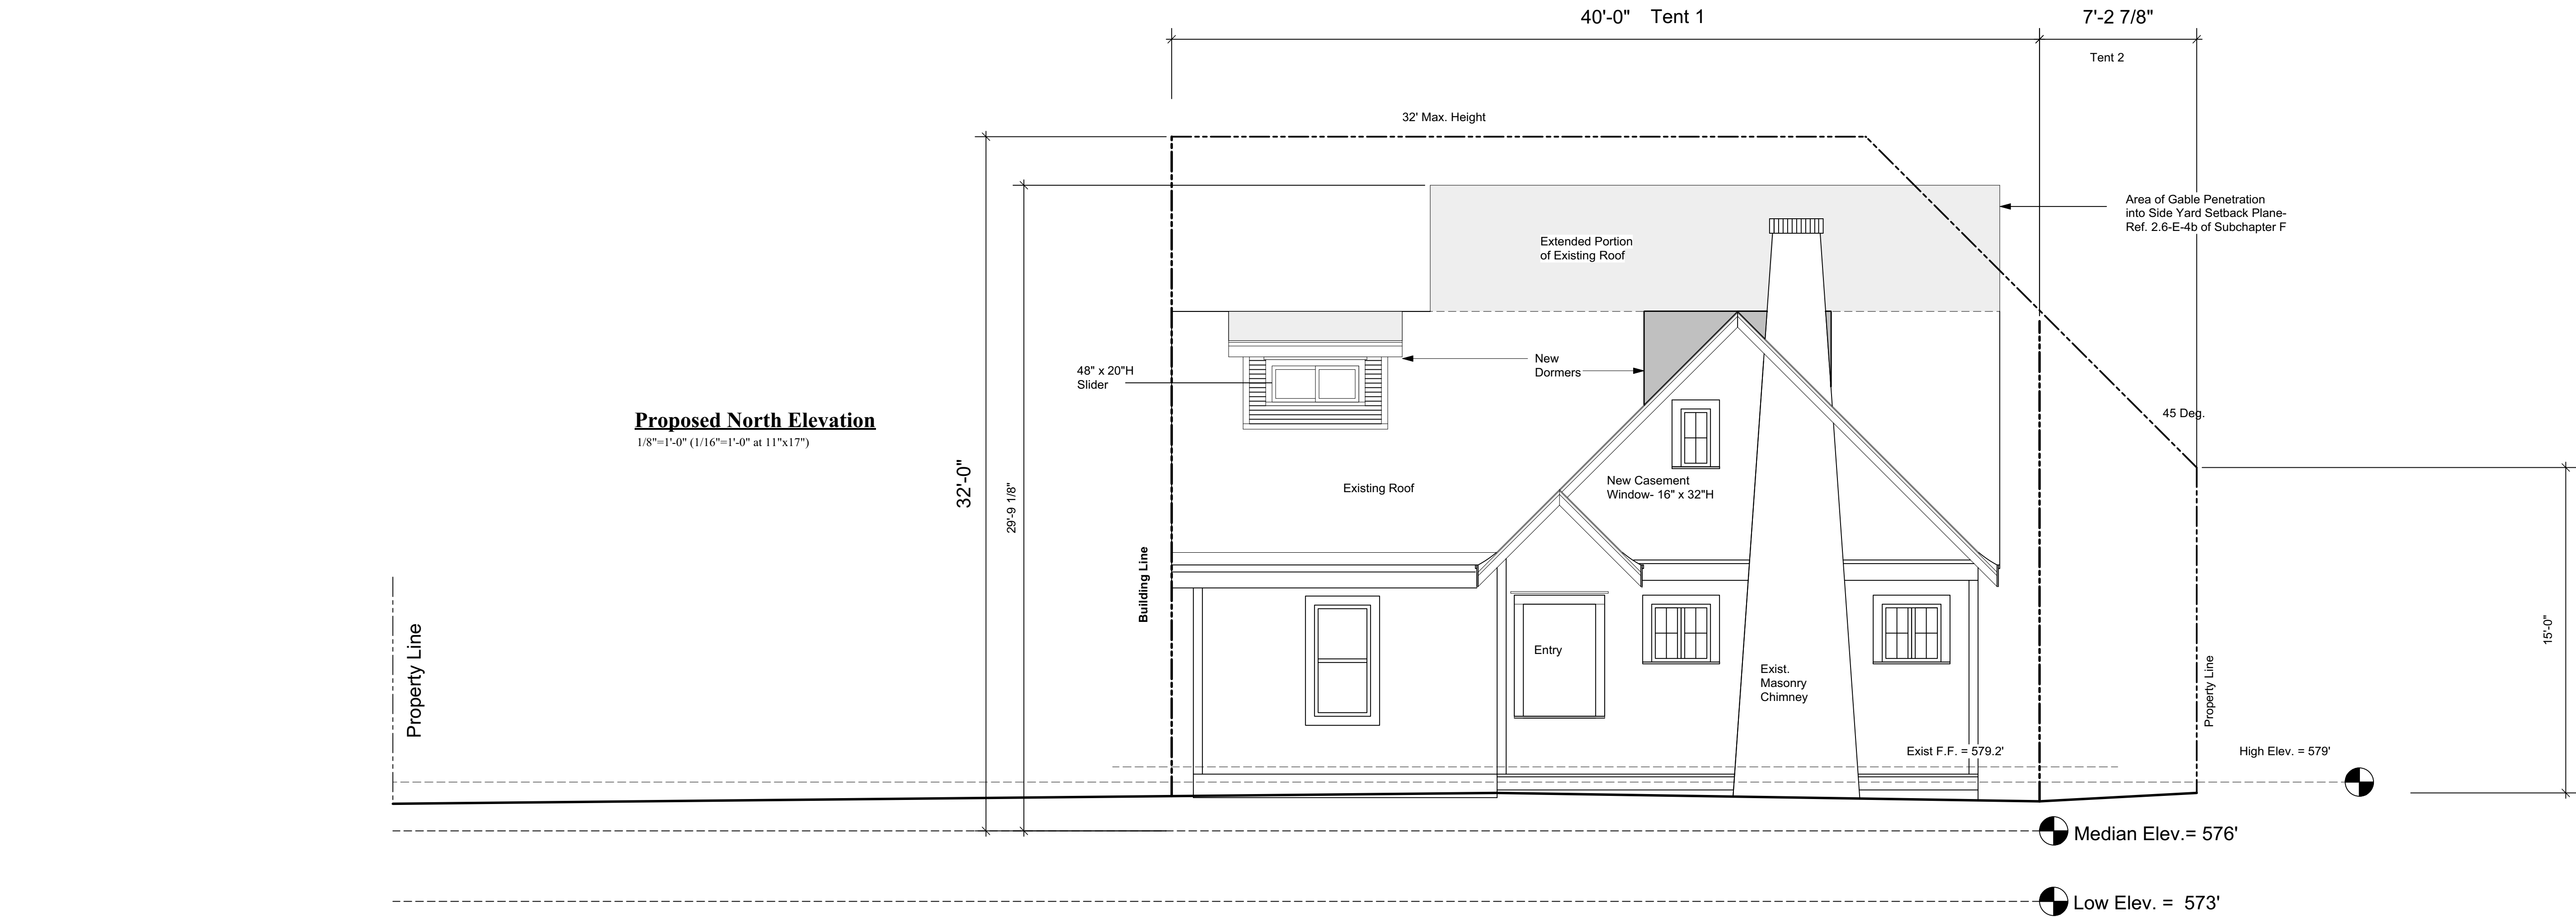 40'-0" Tent 1
7'-2 7/8"
Tent 2
32' Max. Height
Area of Gable Penetration
into Side Yard Setback Plane-
Ref. 2.6-E-4b of Subchapter F
Extended Portion
of Existing Roof
New
Dormers
48" x 20"H
Slider
45 Deg.
Proposed North Elevation
1/8"=1'-0" (1/16"=1'-0" at 11"x17")
32'-0"
29'-9 1/8"
Existing Roof
New Casement
Window- 16" x 32"H
Building Line
Property Line
Entry
Exist.
Masonry
Chimney
15'-0"
Property Line
Exist F.F. = 579.2'
High Elev. = 579'
Median Elev.= 576'
Low Elev. = 573'